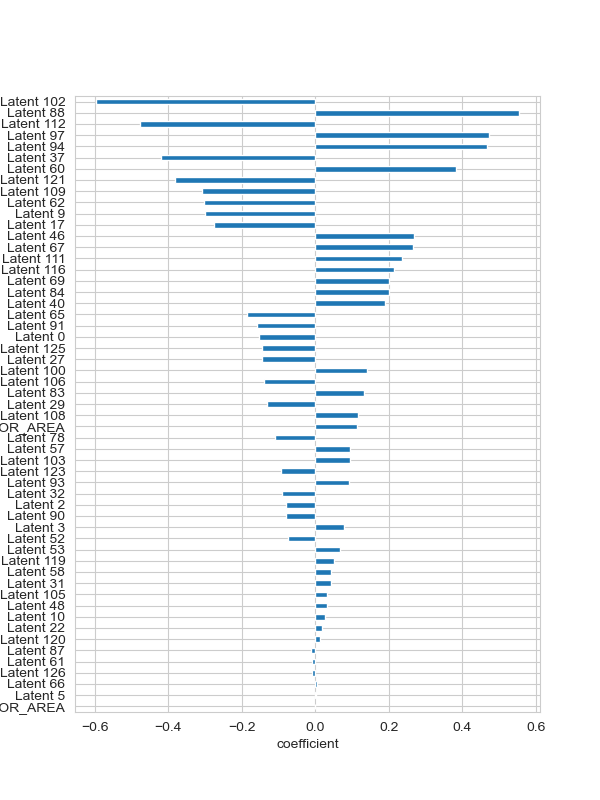 Latent 102
Latent 88
Latent 112
Latent 97
Latent 94
Latent 37
Latent 60
Latent 121
Latent 109
Latent 62
Latent 9
Latent 17
Latent 46
Latent 67
Latent 111
Latent 116
Latent 69
Latent 84
Latent 40
Latent 65
Latent 91
Latent 0
Latent 125
Latent 27
Latent 100
Latent 106
Latent 83
Latent 29
Latent 108
OR_AREA
Latent 78
Latent 57
Latent 103
Latent 123
Latent 93
Latent 32
Latent 2
Latent 90
Latent 3
Latent 52
Latent 53
Latent 119
Latent 58
Latent 31
Latent 105
Latent 48
Latent 10
Latent 22
Latent 120
Latent 87
Latent 61
Latent 126
Latent 66
Latent 5
OR_AREA
−0.6 −0.4 −0.2 0.0 0.2 0.4 0.6
coefficient